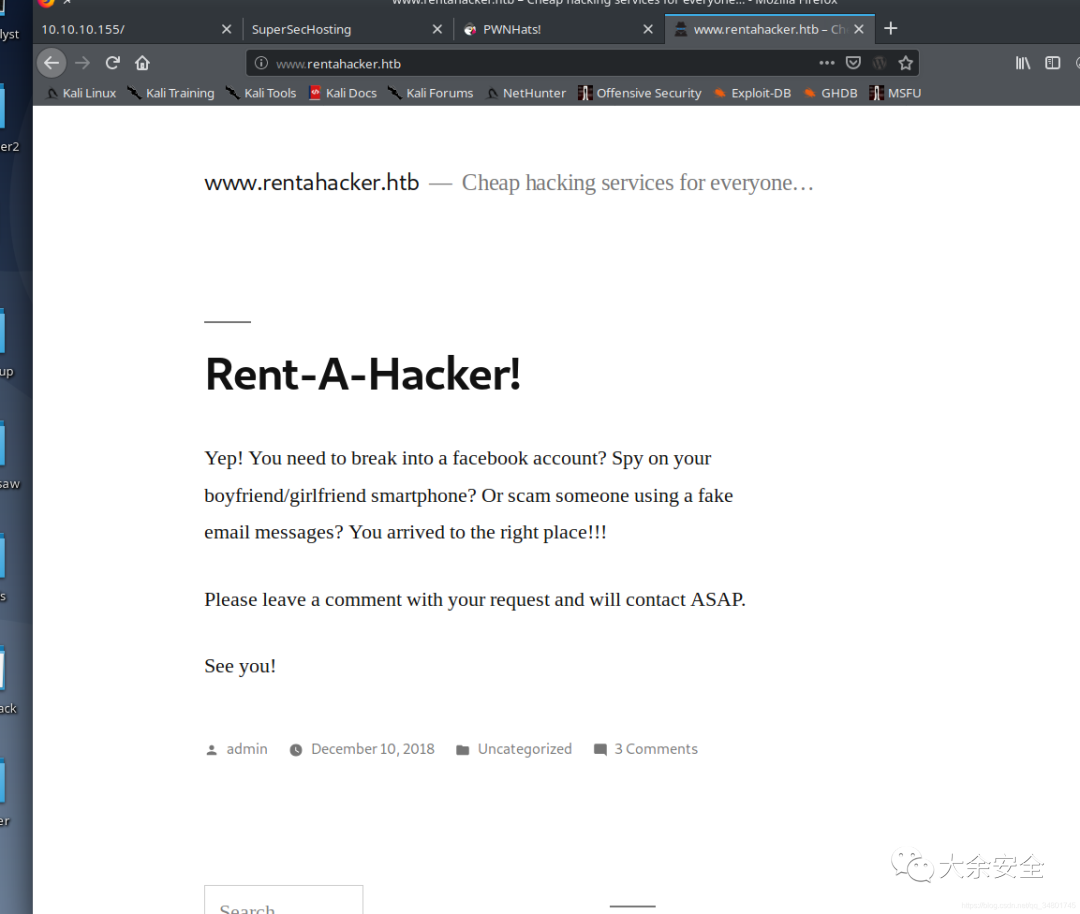 www.rentahacker.htb – Cheap hacking services for everyone... - Mozilla Firefox
10.10.10.155/
SuperSecHosting
PWNHats!
www.rentahacker.htb – Ch
www.rentahacker.htb
Kali Linux
Kali Training
Kali Tools
Kali Docs
Kali Forums
NetHunter
Offensive Security
Exploit-DB
GHDB
MSFU
lyst
er2
up
saw
s
ack
er
www.rentahacker.htb — Cheap hacking services for everyone…
Rent-A-Hacker!
Yep! You need to break into a facebook account? Spy on your
boyfriend/girlfriend smartphone? Or scam someone using a fake
email messages? You arrived to the right place!!!
Please leave a comment with your request and will contact ASAP.
See you!
admin
December 10, 2018
Uncategorized
3 Comments
Search
大余安全